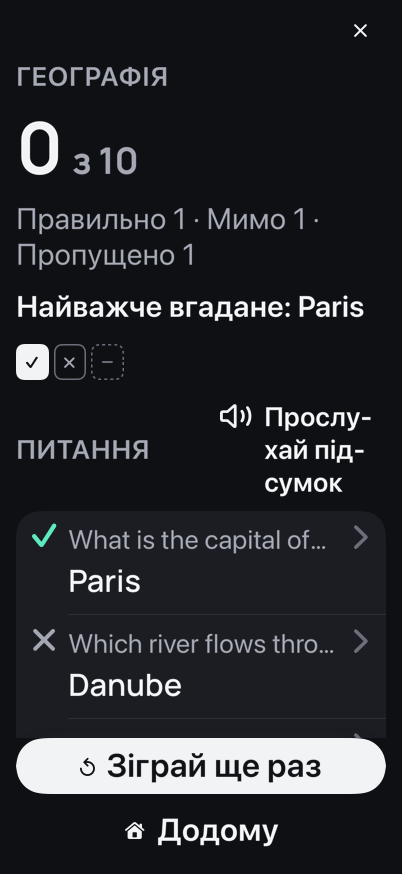 ГЕОГРАФІЯ
0 з 10
Правильно 1 · Мимо 1 ·
Пропущено 1
Найважче вгадане: Paris
ПИТАННЯ
Прослу-
хай під-
сумок
What is the capital of...
Paris
Which river flows thro...
Danube
Зіграй ще раз
Додому